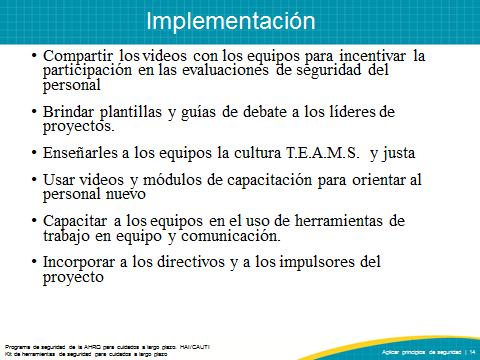 Implementación
• Compartir los videos con los equipos para incentivar la
participación en las evaluaciones de seguridad del
personal
• Brindar plantillas y guías de debate a los líderes de
proyectos.
• Enseñarles a los equipos la cultura T.E.A.M.S. y justa
• Usar videos y módulos de capacitación para orientar al
personal nuevo
• Capacitar a los equipos en el uso de herramientas de
trabajo en equipo y comunicación.
• Incorporar a los directivos y a los impulsores del
proyecto
Programa de seguridad de la AHRQ para cuidados a largo plazo: HAI/CAUTI
Kit de herramientas de seguridad para cuidados a largo plazo
Aplicar principios de seguridad | 14